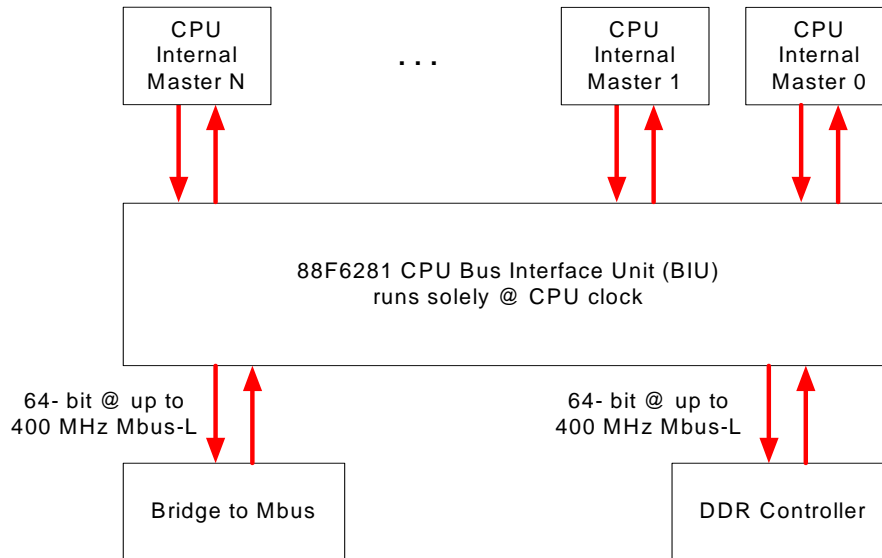 CPU
Internal
Master N
...
CPU
Internal
Master 1
CPU
Internal
Master 0
88F6281 CPU Bus Interface Unit (BIU)
runs solely @ CPU clock
64- bit @ up to
400 MHz Mbus-L
64- bit @ up to
400 MHz Mbus-L
Bridge to Mbus
DDR Controller